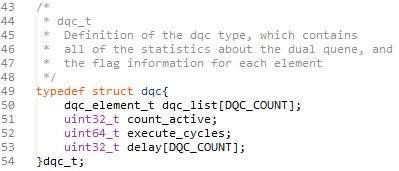 43 /*
44  * dqc_t
45  *  Definition of the dqc type, which contains
46  *  all of the statistics about the dual quene, and
47  *  the flag information for each element
48  */
49 typedef struct dqc{
50     dqc_element_t dqc_list[DQC_COUNT];
51     uint32_t count_active;
52     uint64_t execute_cycles;
53     uint32_t delay[DQC_COUNT];
54 }dqc_t;